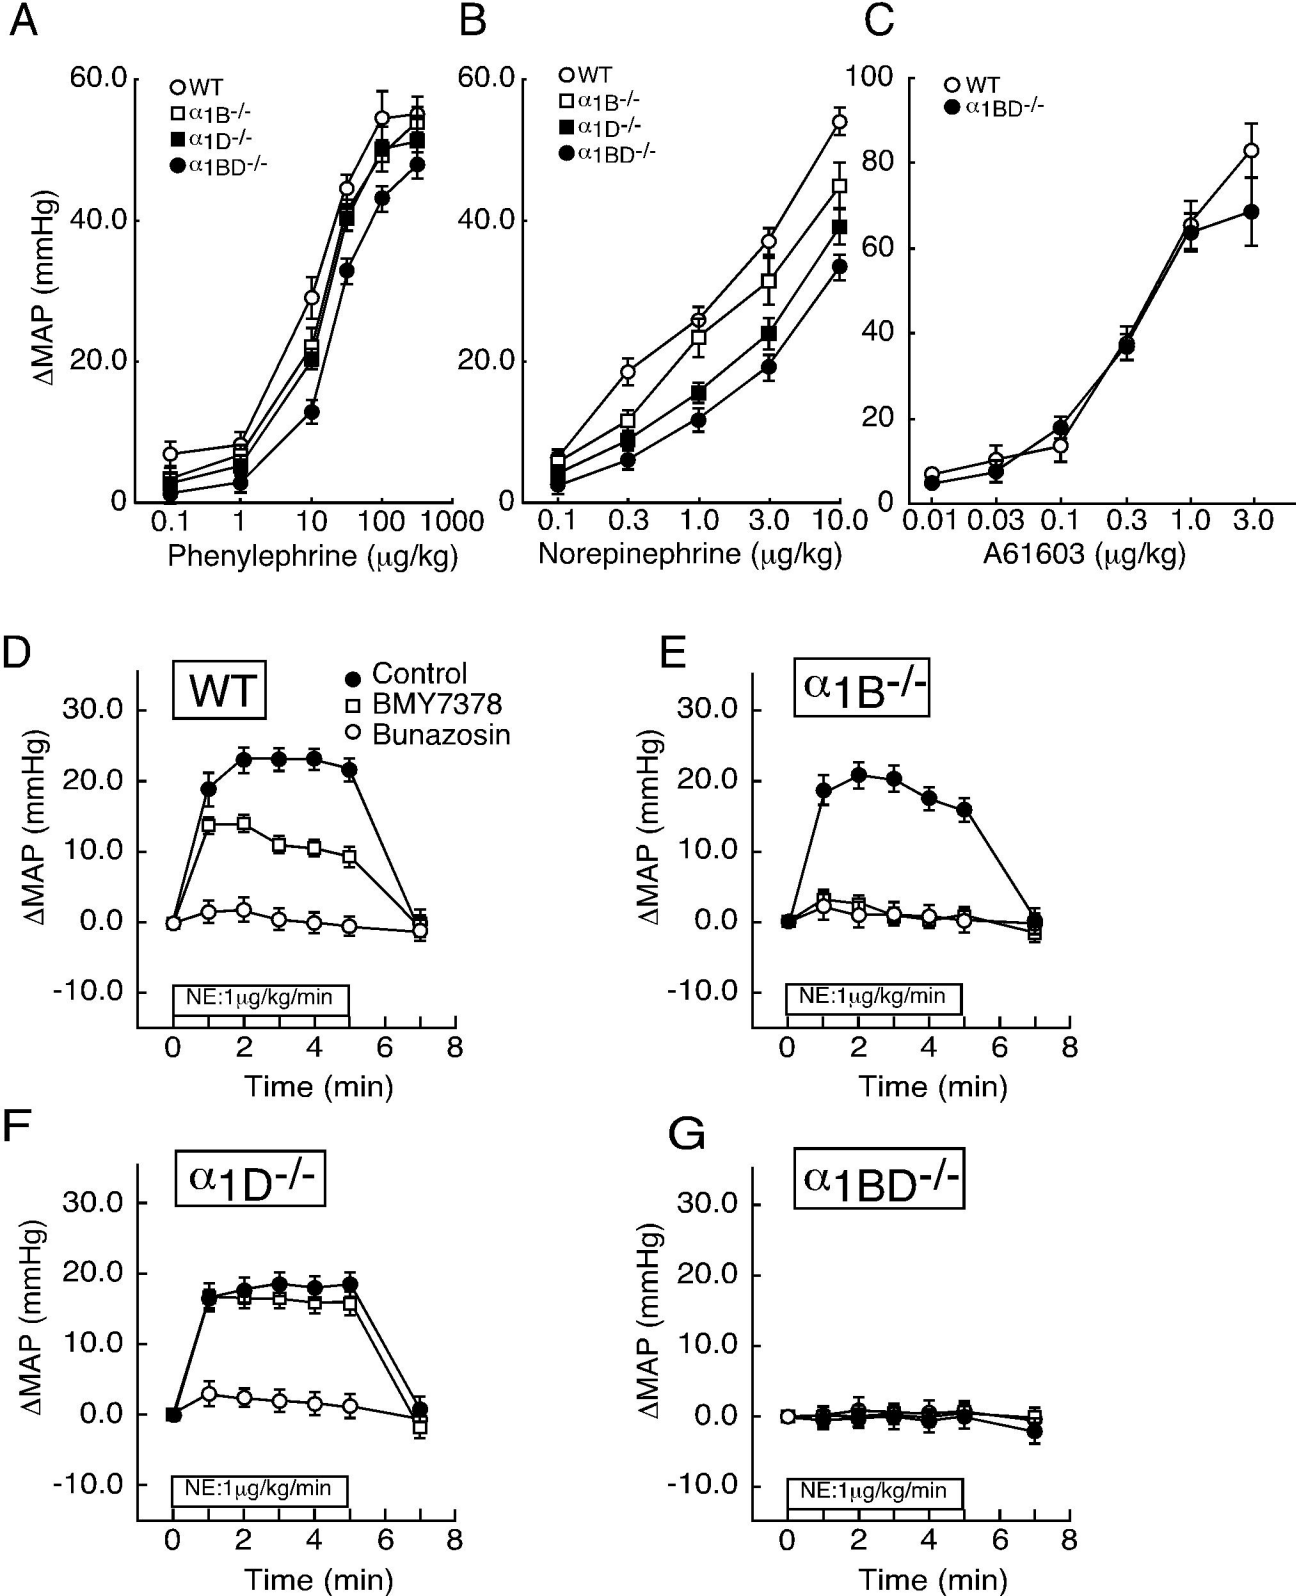 A
60.0
40.0
20.0
0
ΔMAP (mmHg)
WT
α1B-/-
α1D-/-
α1BD-/-
0.1 1 10 100 1000
Phenylephrine (μg/kg)
B
60.0
40.0
20.0
0
WT
α1B-/-
α1D-/-
α1BD-/-
0.1 0.3 1.0 3.0 10.0
Norepinephrine (μg/kg)
C
100
80
60
40
20
0
WT
α1BD-/-
0.01 0.03 0.1 0.3 1.0 3.0
A61603 (μg/kg)
D
WT
Control
BMY7378
Bunazosin
30.0
20.0
10.0
0.0
-10.0
ΔMAP (mmHg)
NE:1μg/kg/min
0 2 4 6 8
Time (min)
E
α1B-/-
30.0
20.0
10.0
0.0
-10.0
ΔMAP (mmHg)
NE:1μg/kg/min
0 2 4 6 8
Time (min)
F
α1D-/-
30.0
20.0
10.0
0.0
-10.0
ΔMAP (mmHg)
NE:1μg/kg/min
0 2 4 6 8
Time (min)
G
α1BD-/-
30.0
20.0
10.0
0.0
-10.0
ΔMAP (mmHg)
NE:1μg/kg/min
0 2 4 6 8
Time (min)